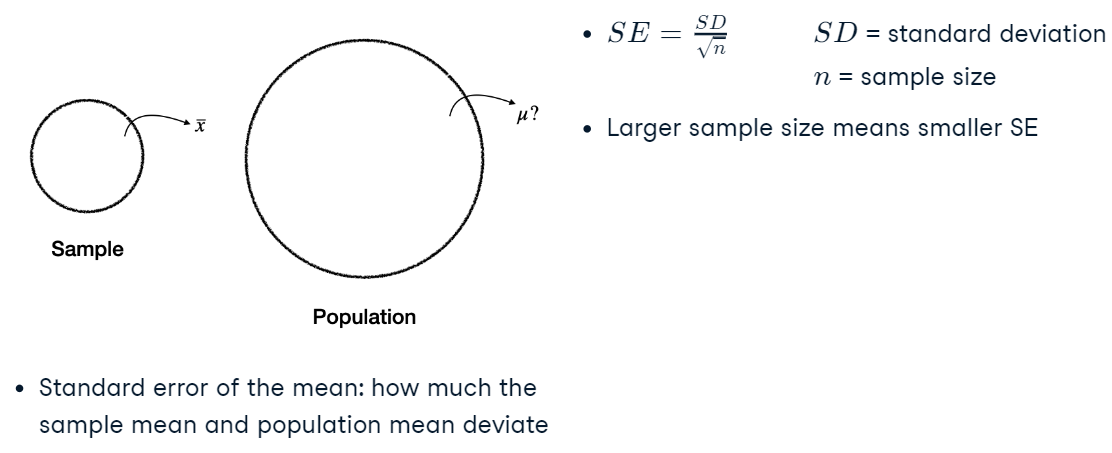 x̄
Sample
μ?
Population
• Standard error of the mean: how much the
sample mean and population mean deviate
• SE = SD/√n
SD = standard deviation
n = sample size
• Larger sample size means smaller SE